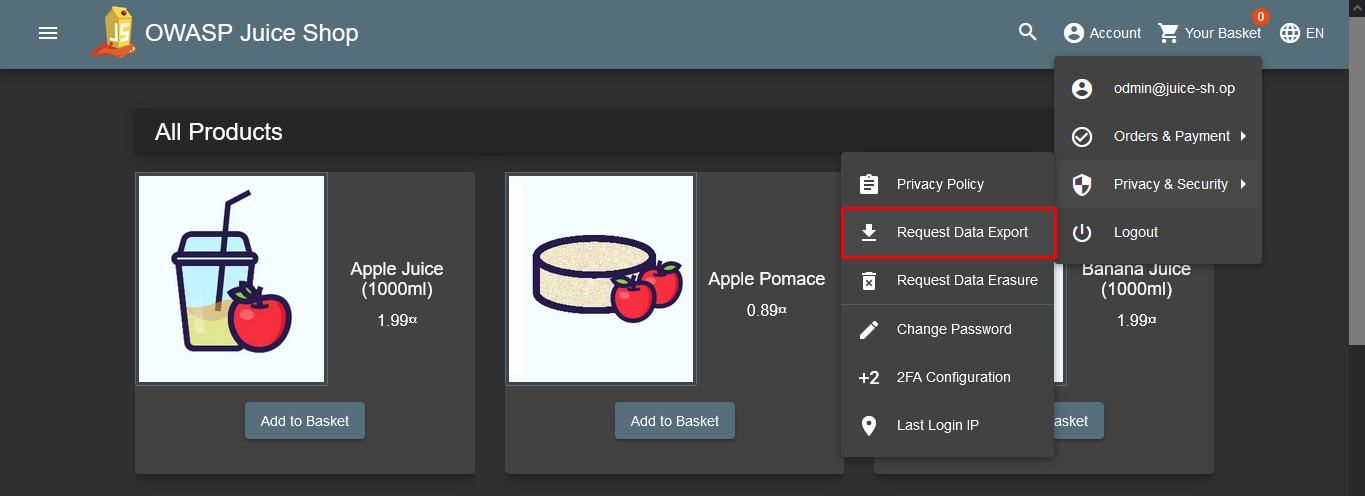 OWASP Juice Shop
Account
Your Basket
0
EN
odmin@juice-sh.op
Orders & Payment
Privacy & Security
Logout
All Products
Privacy Policy
Request Data Export
Request Data Erasure
Change Password
+2 2FA Configuration
Last Login IP
JS
Apple Juice
(1000ml)
1.99¤
Add to Basket
Apple Pomace
0.89¤
Add to Basket
Banana Juice
(1000ml)
1.99¤
asket